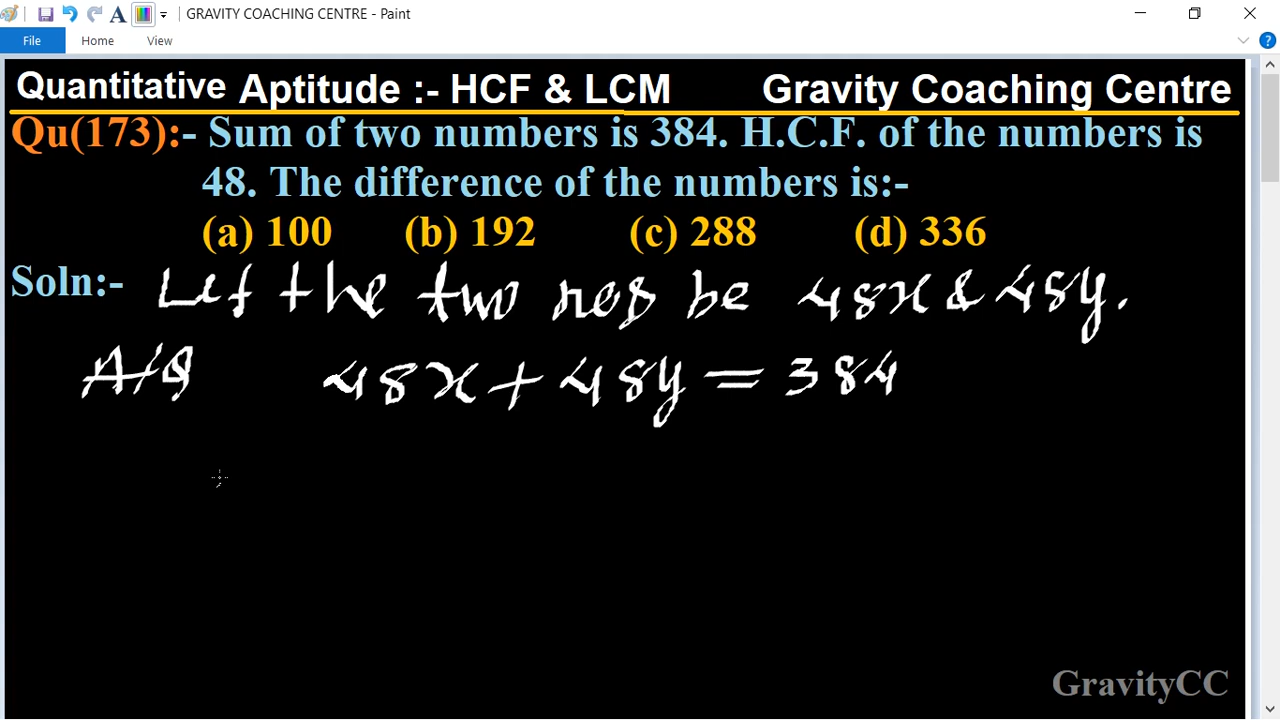 GRAVITY COACHING CENTRE - Paint
File Home View
Quantitative Aptitude :- HCF & LCM Gravity Coaching Centre
Qu(173):- Sum of two numbers is 384. H.C.F. of the numbers is
48. The difference of the numbers is:-
(a) 100 (b) 192 (c) 288 (d) 336
Soln:- Let the two nos be 48x & 48y.
A/Q 48x + 48y = 384
GravityCC